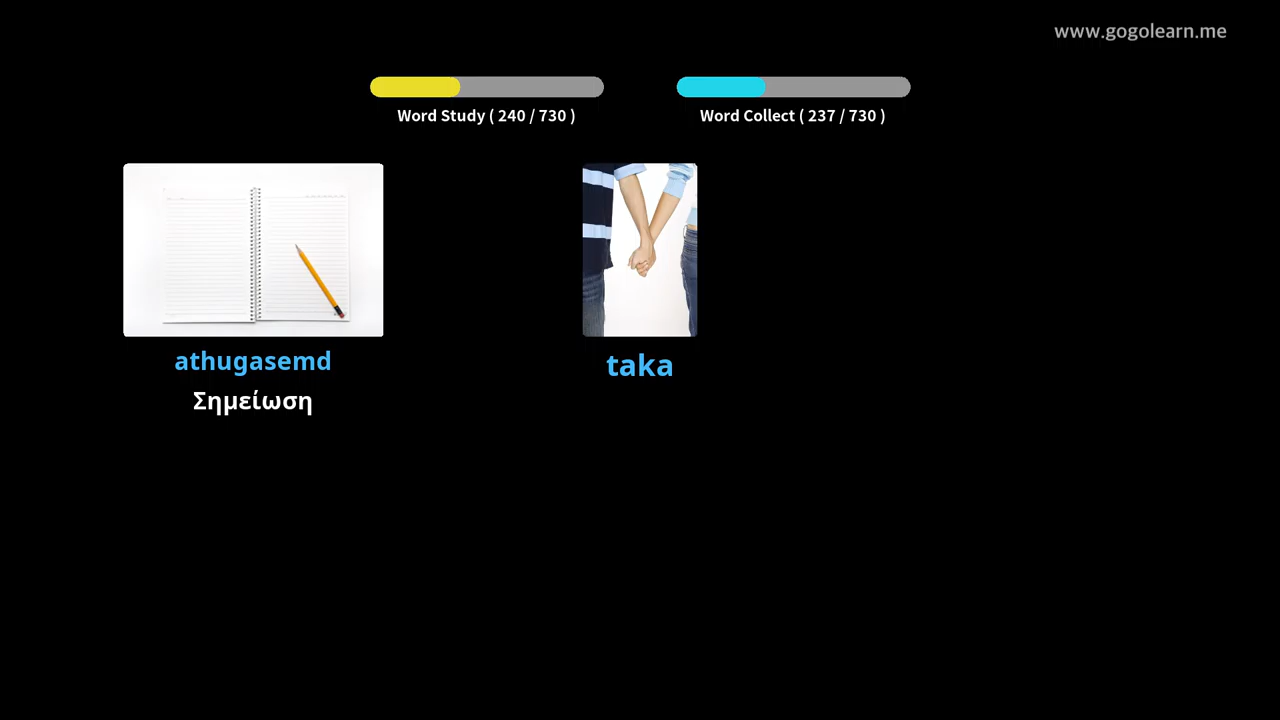 www.gogolearn.me
Word Study ( 240 / 730 )
Word Collect ( 237 / 730 )
athugasemd
Σημείωση
taka